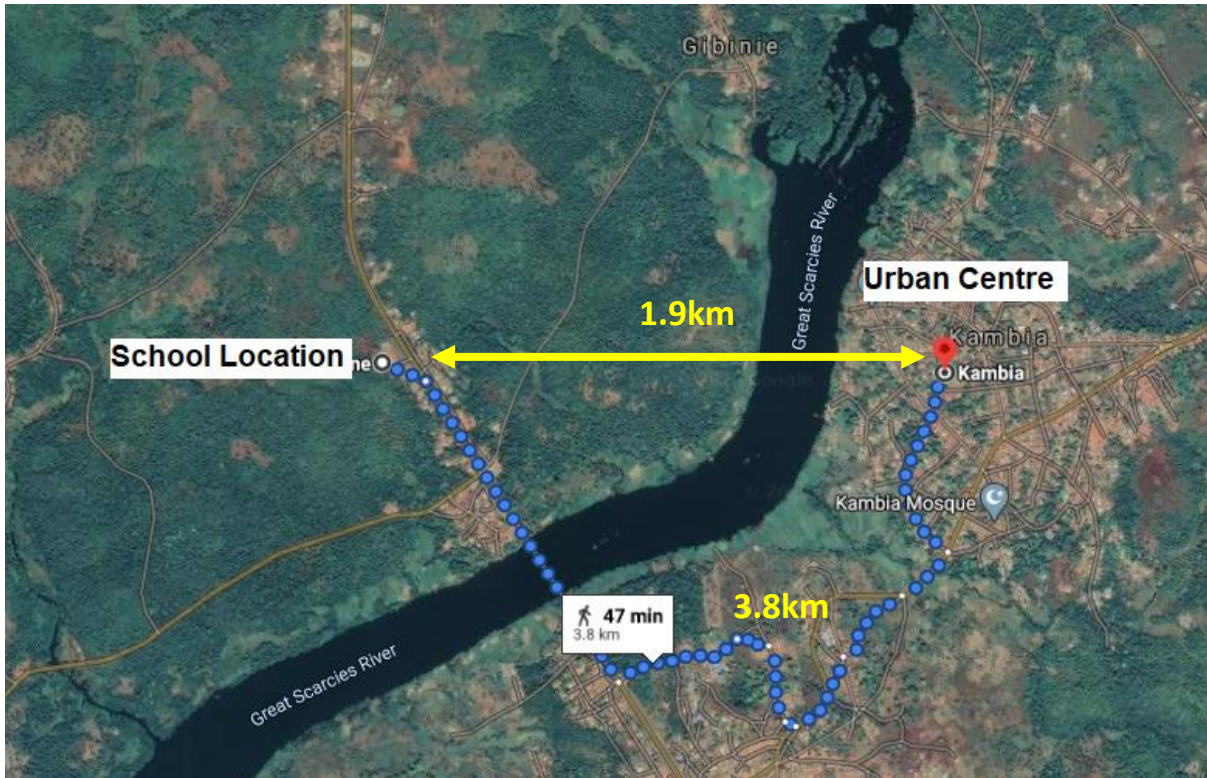 Gibinie
Great Scarcies River
Urban Centre
1.9km
Kambia
School Location
ne
Kambia
Kambia Mosque
47 min
3.8 km
3.8km
Great Scarcies River